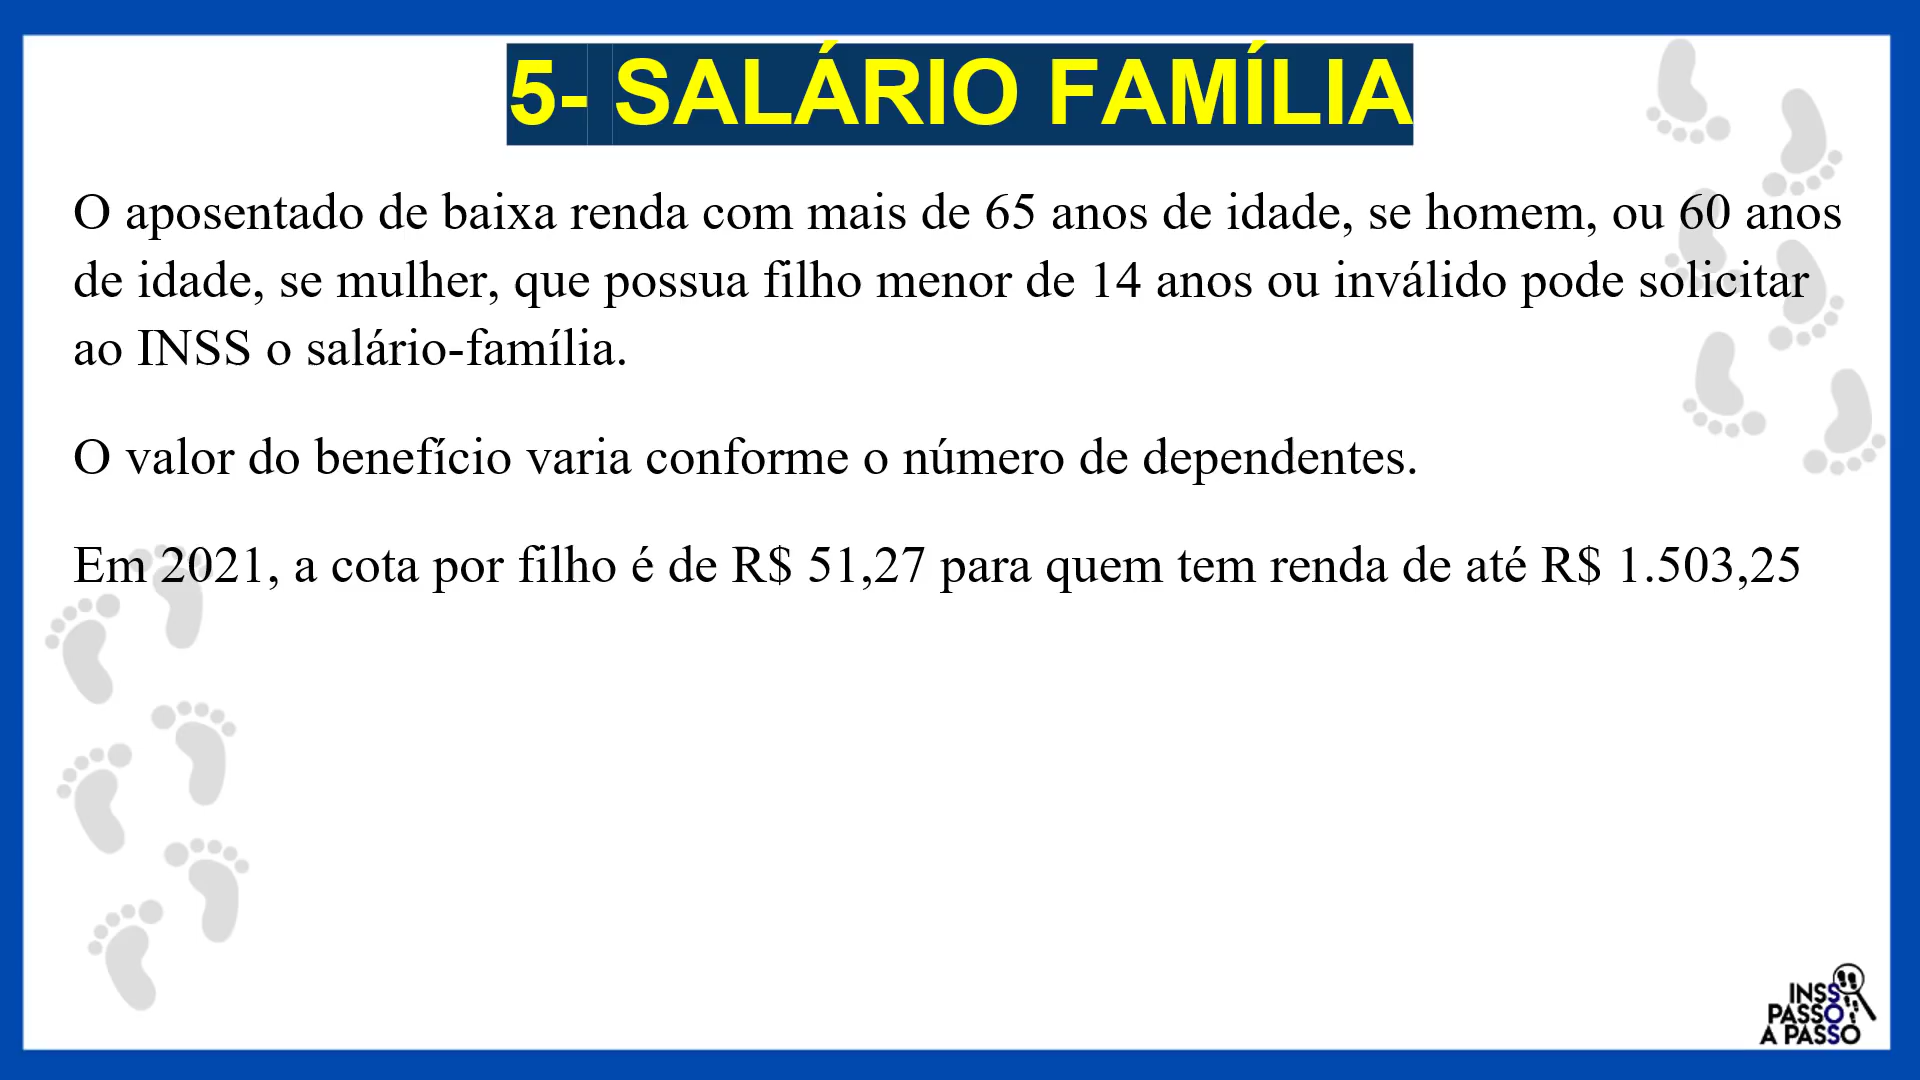 5- SALÁRIO FAMÍLIA
O aposentado de baixa renda com mais de 65 anos de idade, se homem, ou 60 anos
de idade, se mulher, que possua filho menor de 14 anos ou inválido pode solicitar
ao INSS o salário-família.
O valor do benefício varia conforme o número de dependentes.
Em 2021, a cota por filho é de R$ 51,27 para quem tem renda de até R$ 1.503,25
INSS
PASSO
A PASSO